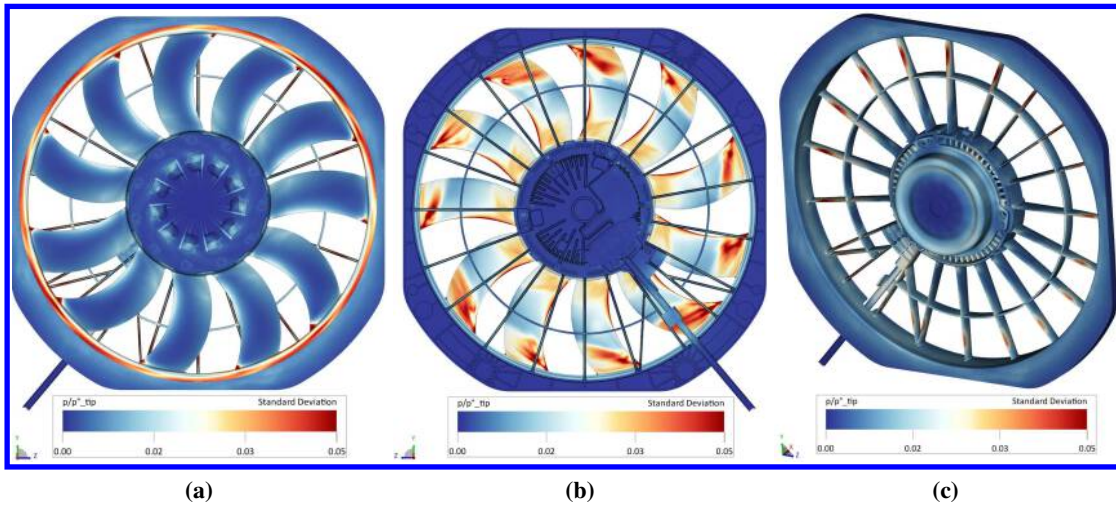 p/p°_tip Standard Deviation
0.00 0.02 0.03 0.05
Y
Z
p/p°_tip Standard Deviation
0.00 0.02 0.03 0.05
Y
p/p°_tip Standard Deviation
0.00 0.02 0.03 0.05
Y
X
Z
(a) (b) (c)